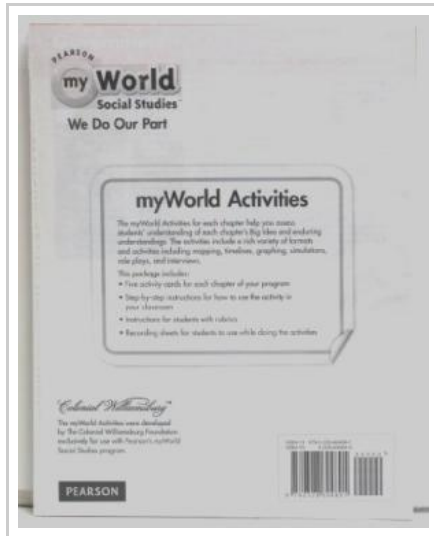 PEARSON
my World
Social Studies™
We Do Our Part
myWorld Activities
The myWorld Activities for each chapter help you assess
students' understanding of each chapter's Big Idea and enduring
understandings. The activities include a rich variety of formats
and activities including mapping, timelines, graphing, simulations,
role plays, and interviews.
This package includes:
• Five activity cards for each chapter of your program
• Step-by-step instructions for how to use the activity in
your classroom
• Instructions for students with rubrics
• Recording sheets for students to use while doing the activities
Colonial Williamsburg™
The myWorld Activities were developed
by The Colonial Williamsburg Foundation
exclusively for use with Pearson's myWorld
Social Studies program.
PEARSON